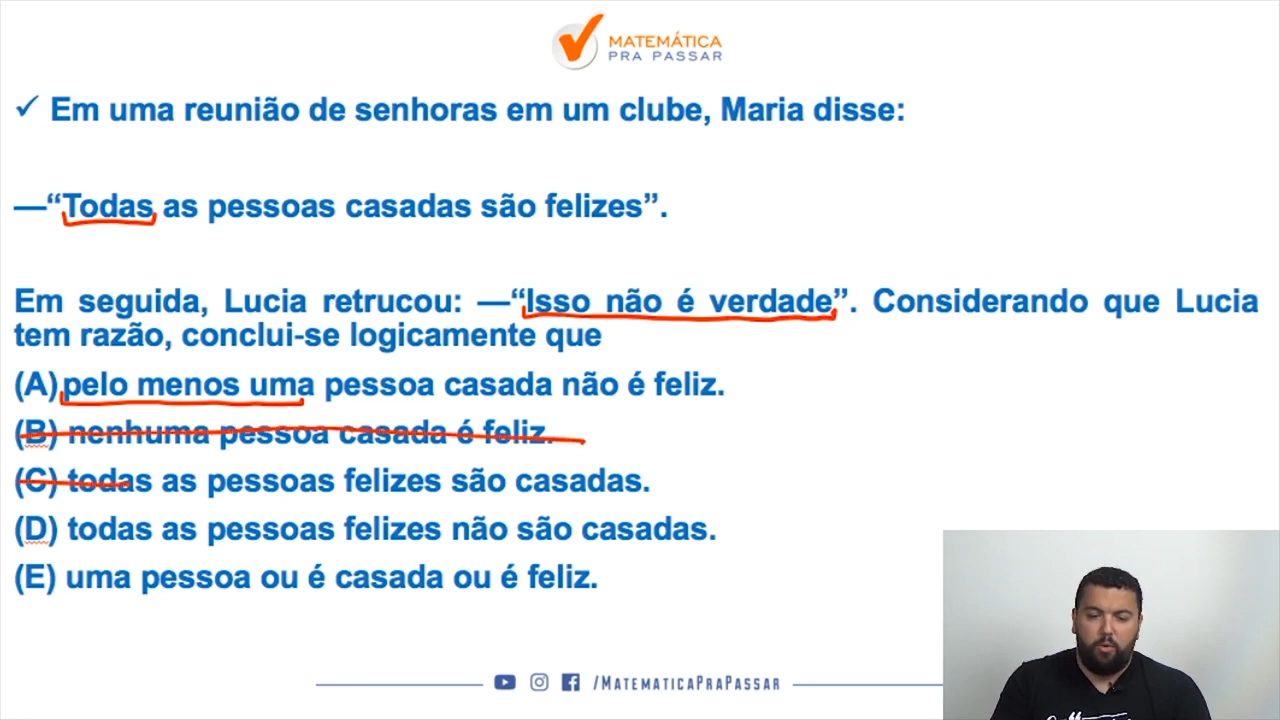 MATEMÁTICA
PRA PASSAR
✓ Em uma reunião de senhoras em um clube, Maria disse:
—“Todas as pessoas casadas são felizes”.
Em seguida, Lucia retrucou: —“Isso não é verdade”. Considerando que Lucia
tem razão, conclui-se logicamente que
(A) pelo menos uma pessoa casada não é feliz.
(B) nenhuma pessoa casada é feliz.
(C) todas as pessoas felizes são casadas.
(D) todas as pessoas felizes não são casadas.
(E) uma pessoa ou é casada ou é feliz.
/MATEMATICAPRAPASSAR